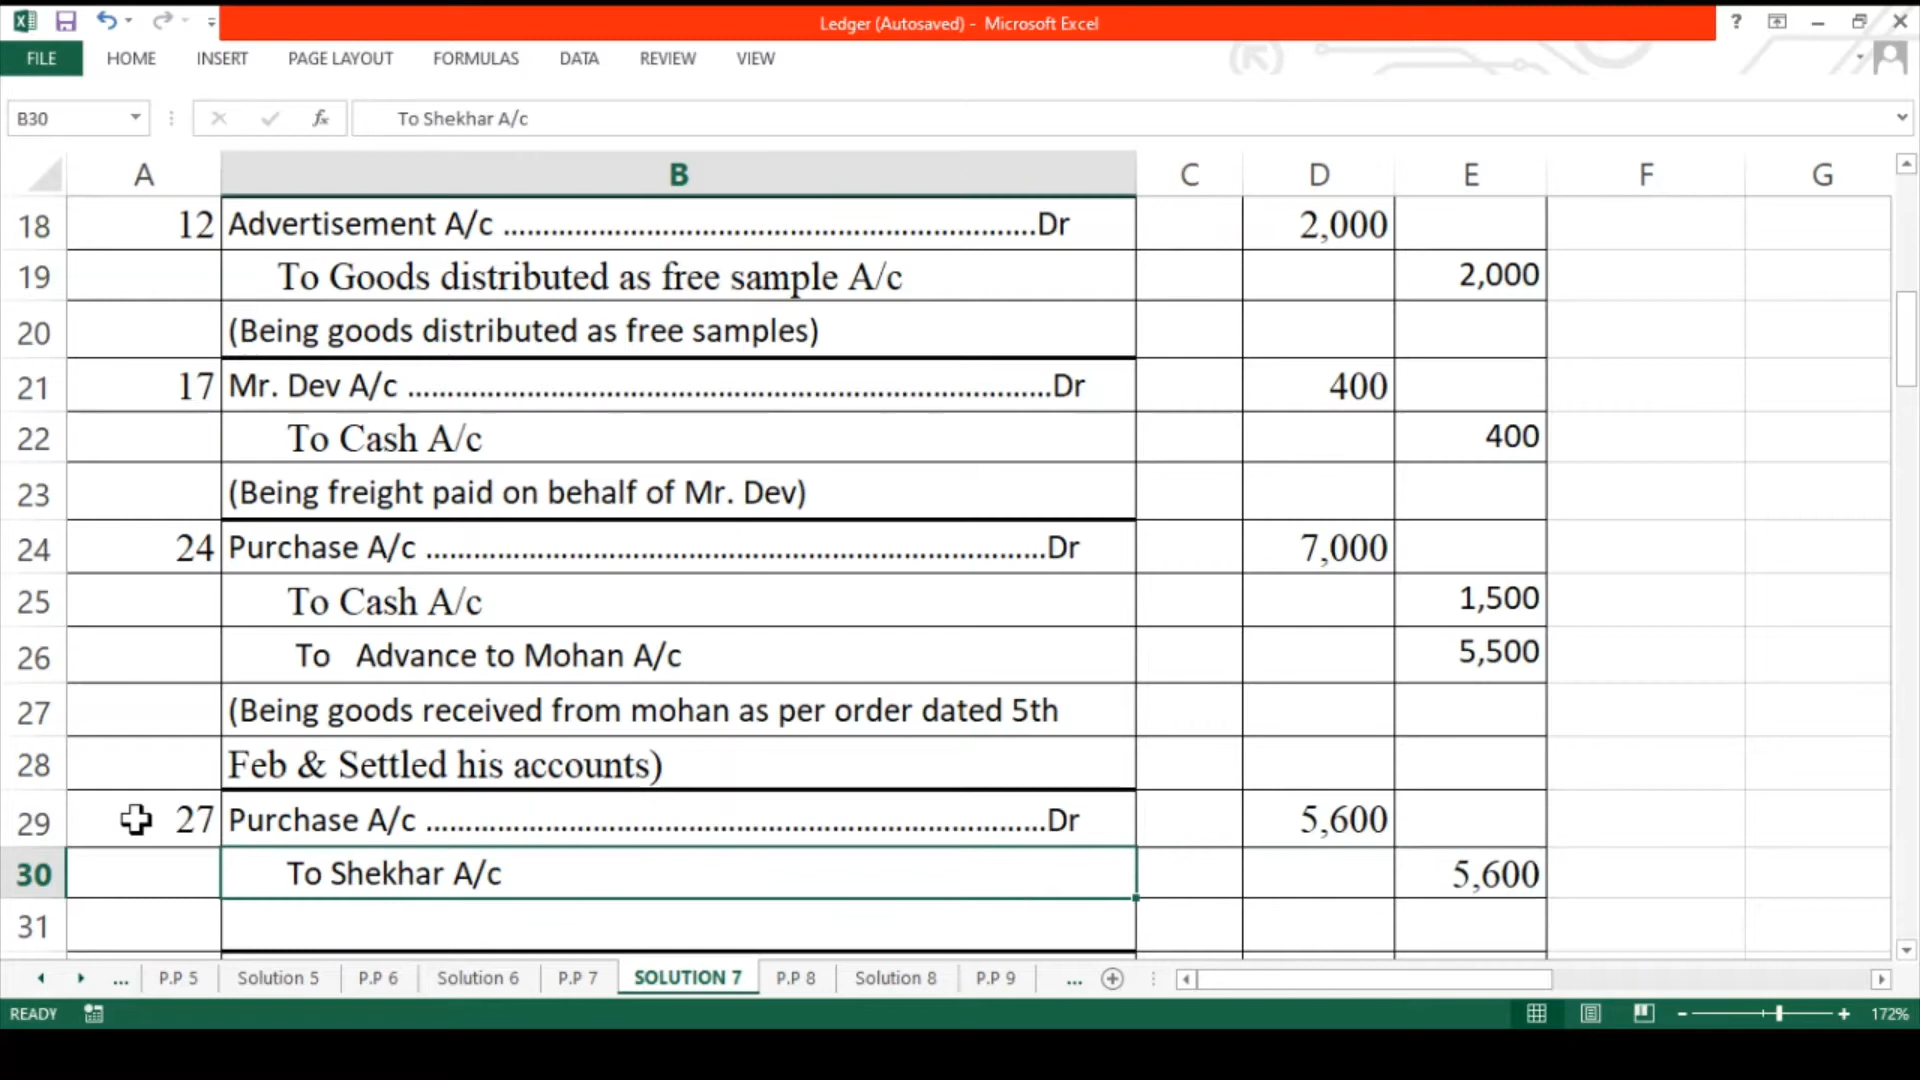 Ledger (Autosaved) - Microsoft Excel
?
FILE HOME INSERT PAGE LAYOUT FORMULAS DATA REVIEW VIEW
B30 fx To Shekhar A/c
A B C D E F G
18 12 Advertisement A/c ..................................................................Dr 2,000
19 To Goods distributed as free sample A/c 2,000
20 (Being goods distributed as free samples)
21 17 Mr. Dev A/c ................................................................................Dr 400
22 To Cash A/c 400
23 (Being freight paid on behalf of Mr. Dev)
24 24 Purchase A/c .............................................................................Dr 7,000
25 To Cash A/c 1,500
26 To Advance to Mohan A/c 5,500
27 (Being goods received from mohan as per order dated 5th
28 Feb & Settled his accounts)
29 27 Purchase A/c .............................................................................Dr 5,600
30 To Shekhar A/c 5,600
31
... P.P 5 Solution 5 P.P 6 Solution 6 P.P 7 SOLUTION 7 P.P 8 Solution 8 P.P 9 ...
READY 172%